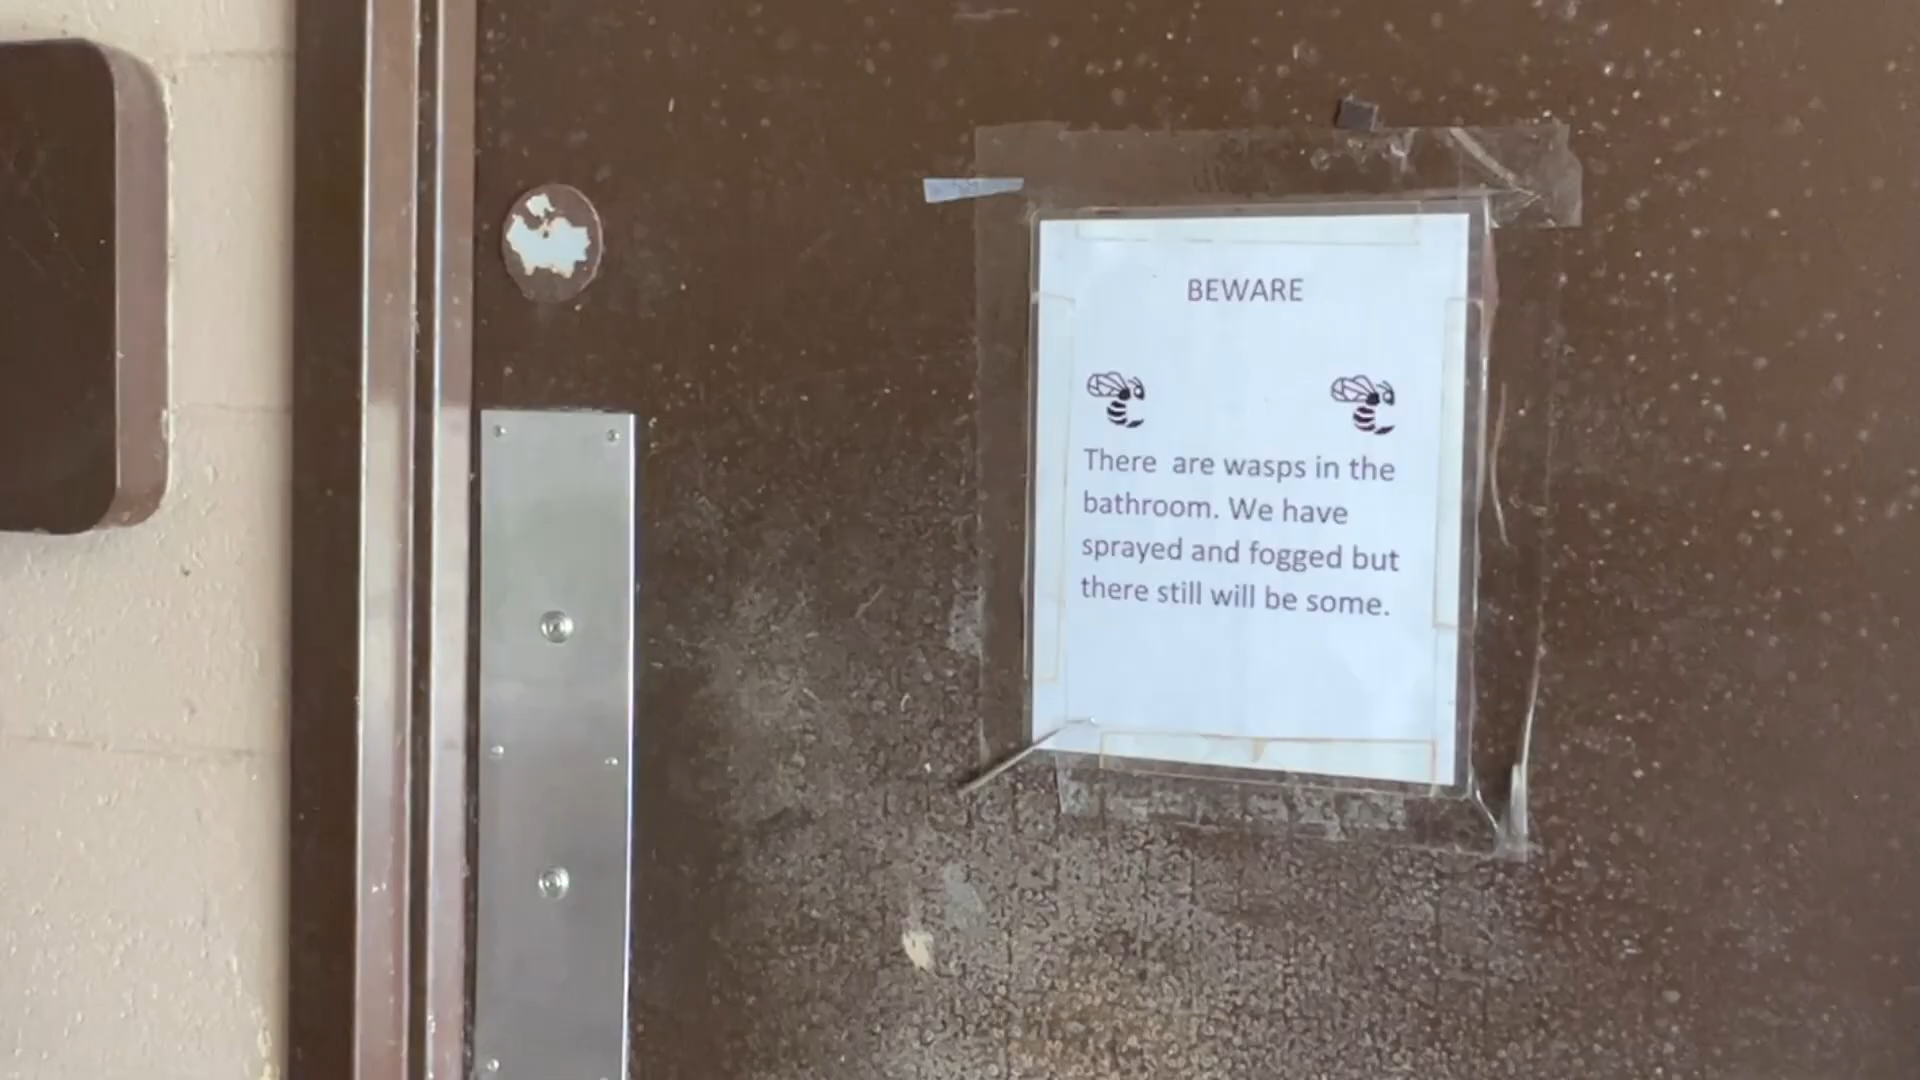 BEWARE
There are wasps in the
bathroom. We have
sprayed and fogged but
there still will be some.